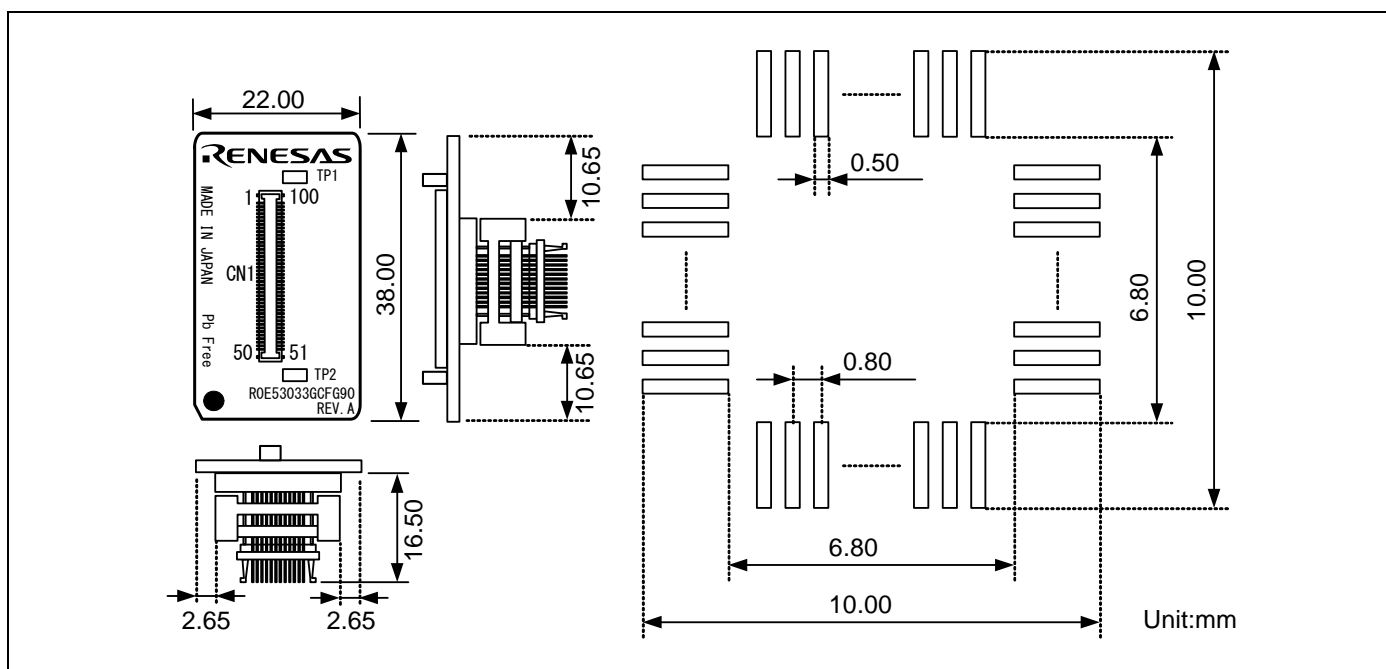 22.00
RENESAS
TP1
1
100
MADE IN JAPAN Pb Free
CN1
50
51
TP2
R0E53033GCFG90
REV. A
38.00
10.65
10.65
16.50
2.65
2.65
0.50
0.80
6.80
10.00
6.80
10.00
Unit:mm